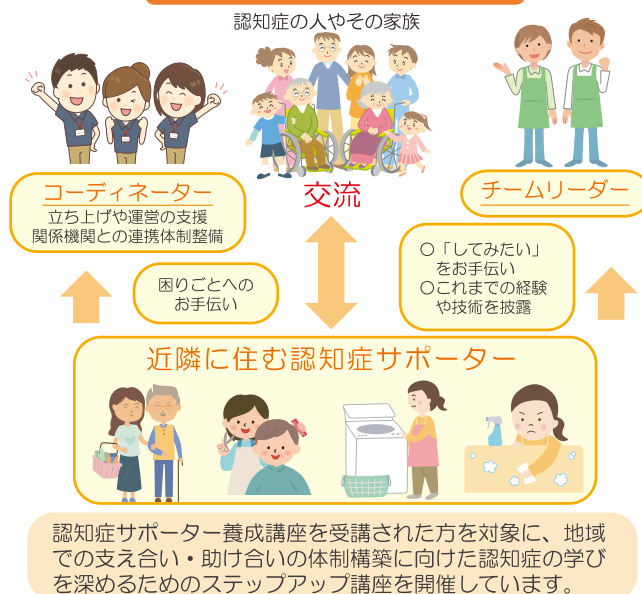 認知症の人やその家族
コーディネーター
立ち上げや運営の支援
関係機関との連携体制整備
交流
チームリーダー
困りごとへの
お手伝い
○「してみたい」
をお手伝い
○これまでの経験
や技術を披露
近隣に住む認知症サポーター
認知症サポーター養成講座を受講された方を対象に、地域
での支え合い・助け合いの体制構築に向けた認知症の学び
を深めるためのステップアップ講座を開催しています。